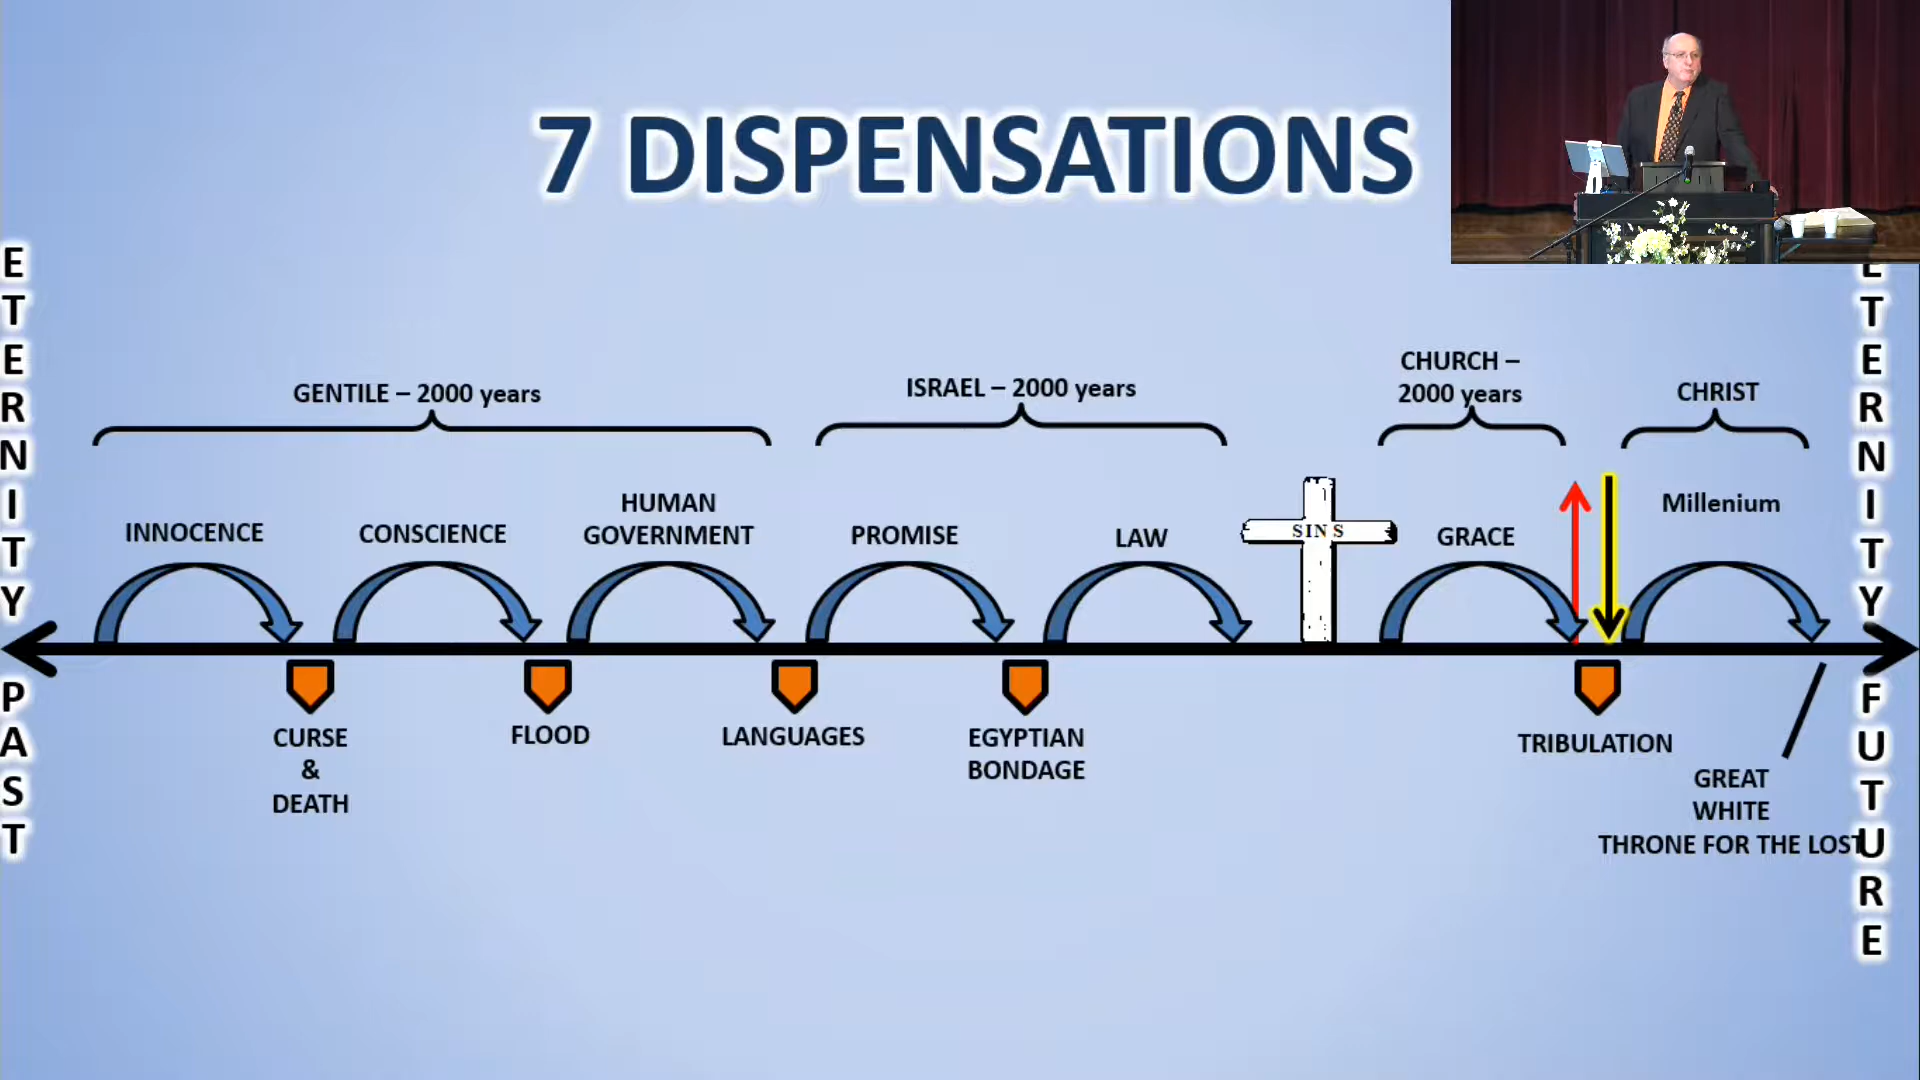 7 DISPENSATIONS
ETERNITY PAST
GENTILE – 2000 years
ISRAEL – 2000 years
CHURCH –
2000 years
CHRIST
INNOCENCE
CONSCIENCE
HUMAN
GOVERNMENT
PROMISE
LAW
SINS
GRACE
Millenium
CURSE
&
DEATH
FLOOD
LANGUAGES
EGYPTIAN
BONDAGE
TRIBULATION
GREAT
WHITE
THRONE FOR THE LOST
ETERNITY FUTURE